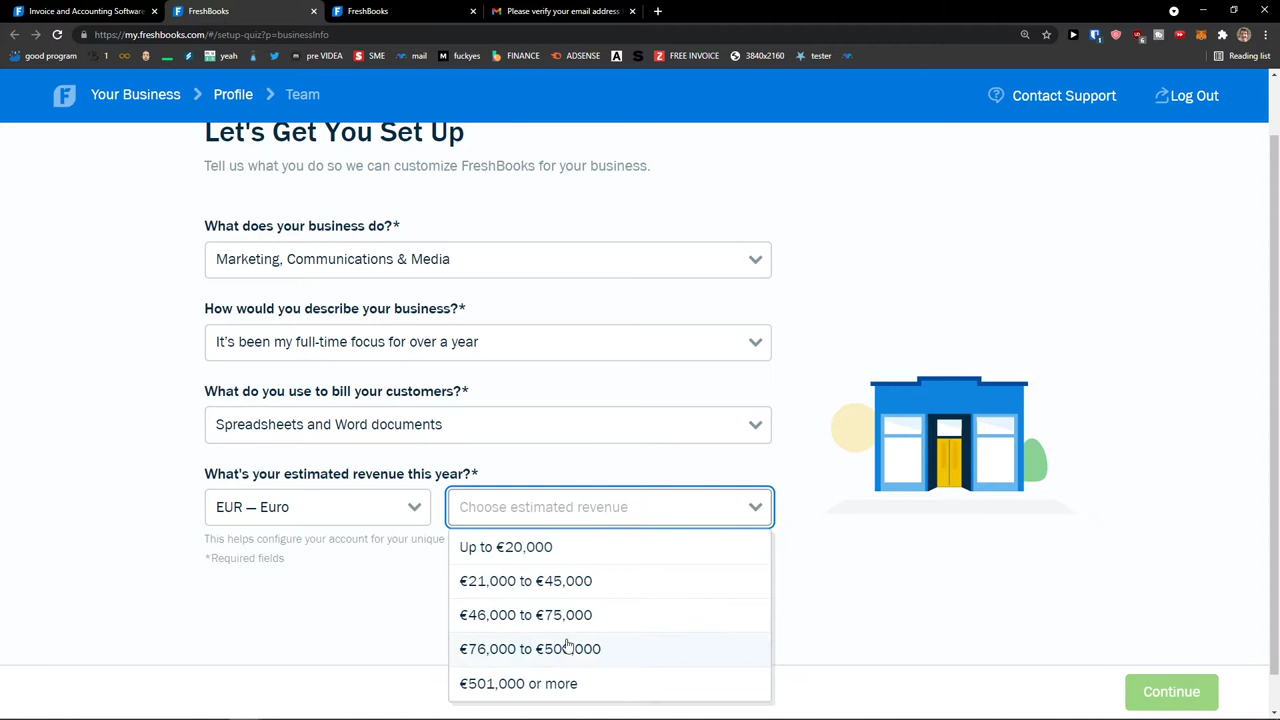 Invoice and Accounting Software
FreshBooks
FreshBooks
Please verify your email address
https://my.freshbooks.com/#/setup-quiz?p=businessInfo
good program
1
yeah
pre VIDEA
SME
mail
fuckyes
FINANCE
ADSENSE
FREE INVOICE
3840x2160
tester
Reading list
Your Business
Profile
Team
Contact Support
Log Out
Let's Get You Set Up
Tell us what you do so we can customize FreshBooks for your business.
What does your business do?*
Marketing, Communications & Media
How would you describe your business?*
It's been my full-time focus for over a year
What do you use to bill your customers?*
Spreadsheets and Word documents
What's your estimated revenue this year?*
EUR — Euro
Choose estimated revenue
This helps configure your account for your unique
*Required fields
Up to €20,000
€21,000 to €45,000
€46,000 to €75,000
€76,000 to €500,000
€501,000 or more
Continue